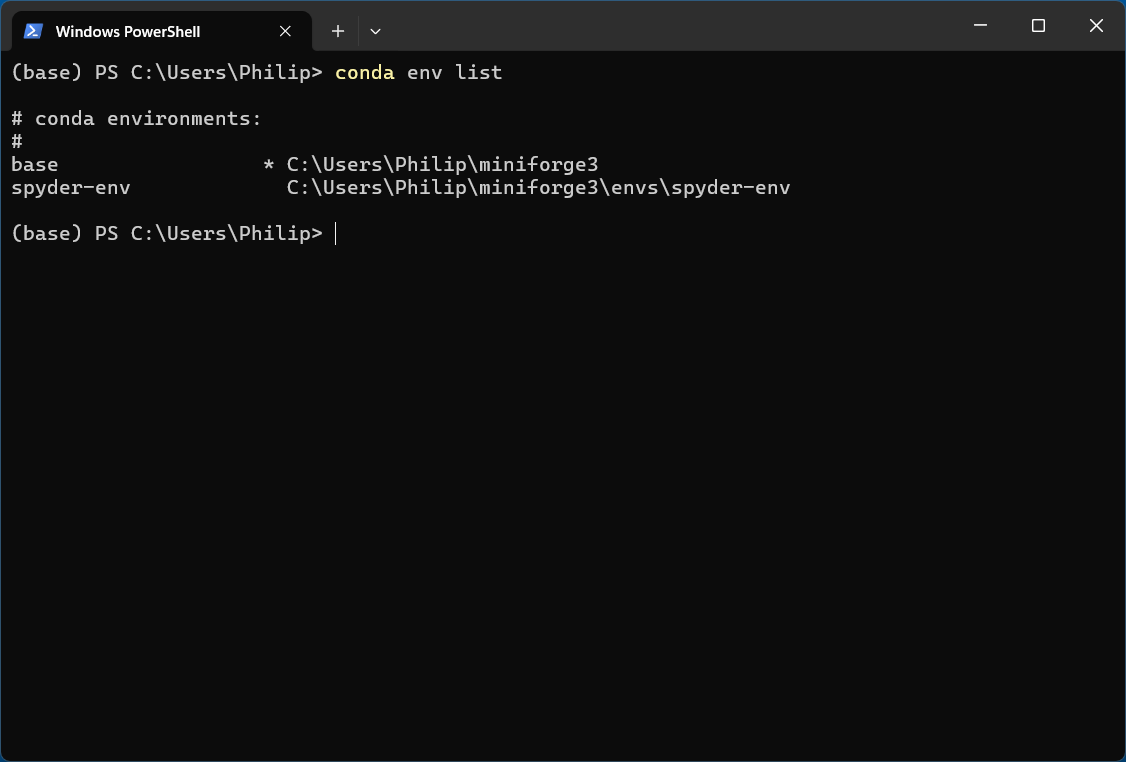 Windows PowerShell
(base) PS C:\Users\Philip> conda env list
# conda environments:
#
base                 * C:\Users\Philip\miniforge3
spyder-env             C:\Users\Philip\miniforge3\envs\spyder-env
(base) PS C:\Users\Philip>